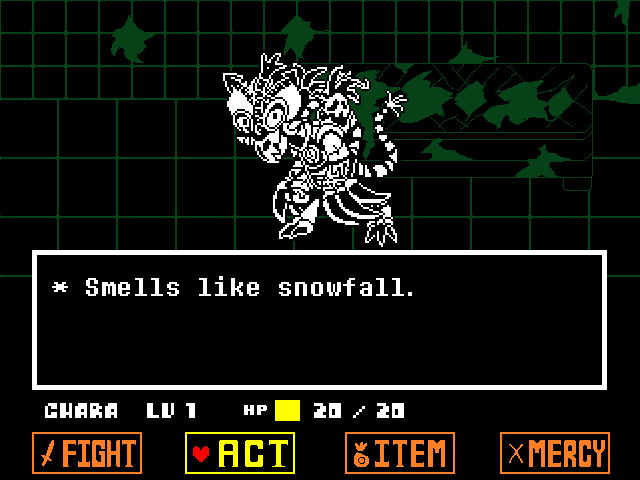 * Smells like snowfall.
CHARA LV 1 HP 20 / 20
FIGHT ACT ITEM MERCY